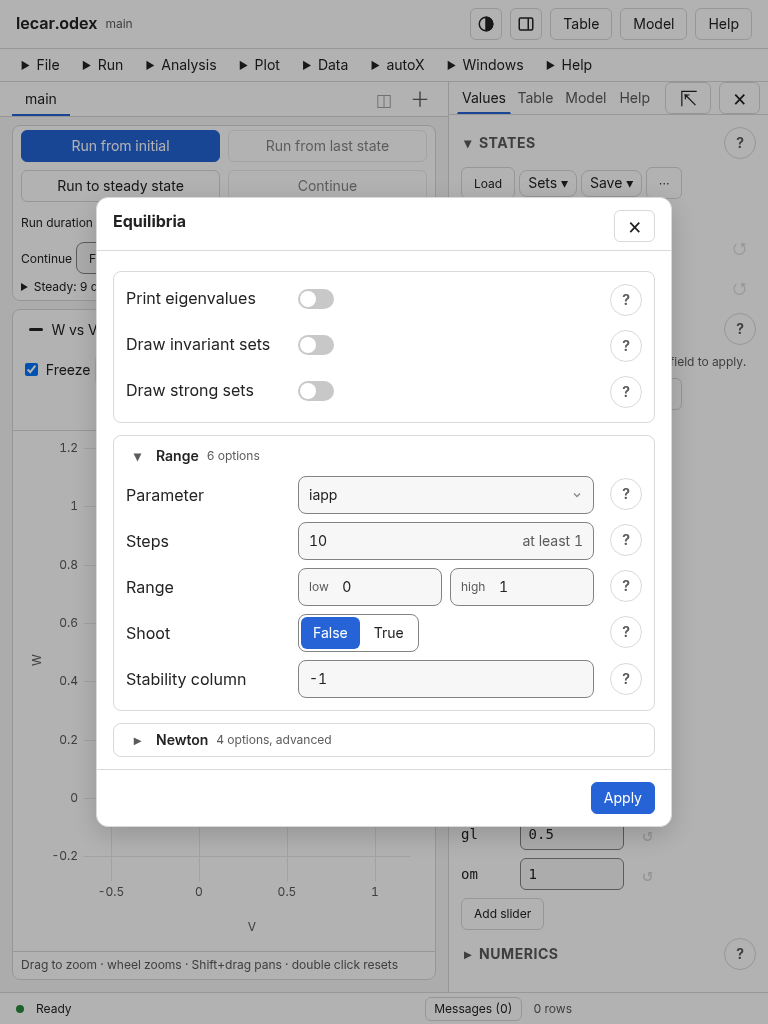 lecar.odex main
Table Model Help
File Run Analysis Plot Data autoX Windows Help
main
Values Table Model Help
Run from initial Run from last state
STATES ?
Run to steady state Continue
Load Sets ▾ Save ▾ ...
Run duration
Continue F
Steady: 9 c
W vs V
Freeze
field to apply.
?
Equilibria
Print eigenvalues ?
Draw invariant sets ?
Draw strong sets ?
Range 6 options
Parameter iapp ?
Steps 10 at least 1 ?
Range low 0 high 1 ?
Shoot False True ?
Stability column -1 ?
Newton 4 options, advanced
Apply
1.2
1
0.8
0.6
0.4
0.2
0
-0.2
W
-0.5 0 0.5 1
V
gl 0.5
om 1
Add slider
NUMERICS ?
Drag to zoom · wheel zooms · Shift+drag pans · double click resets
Ready Messages (0) 0 rows